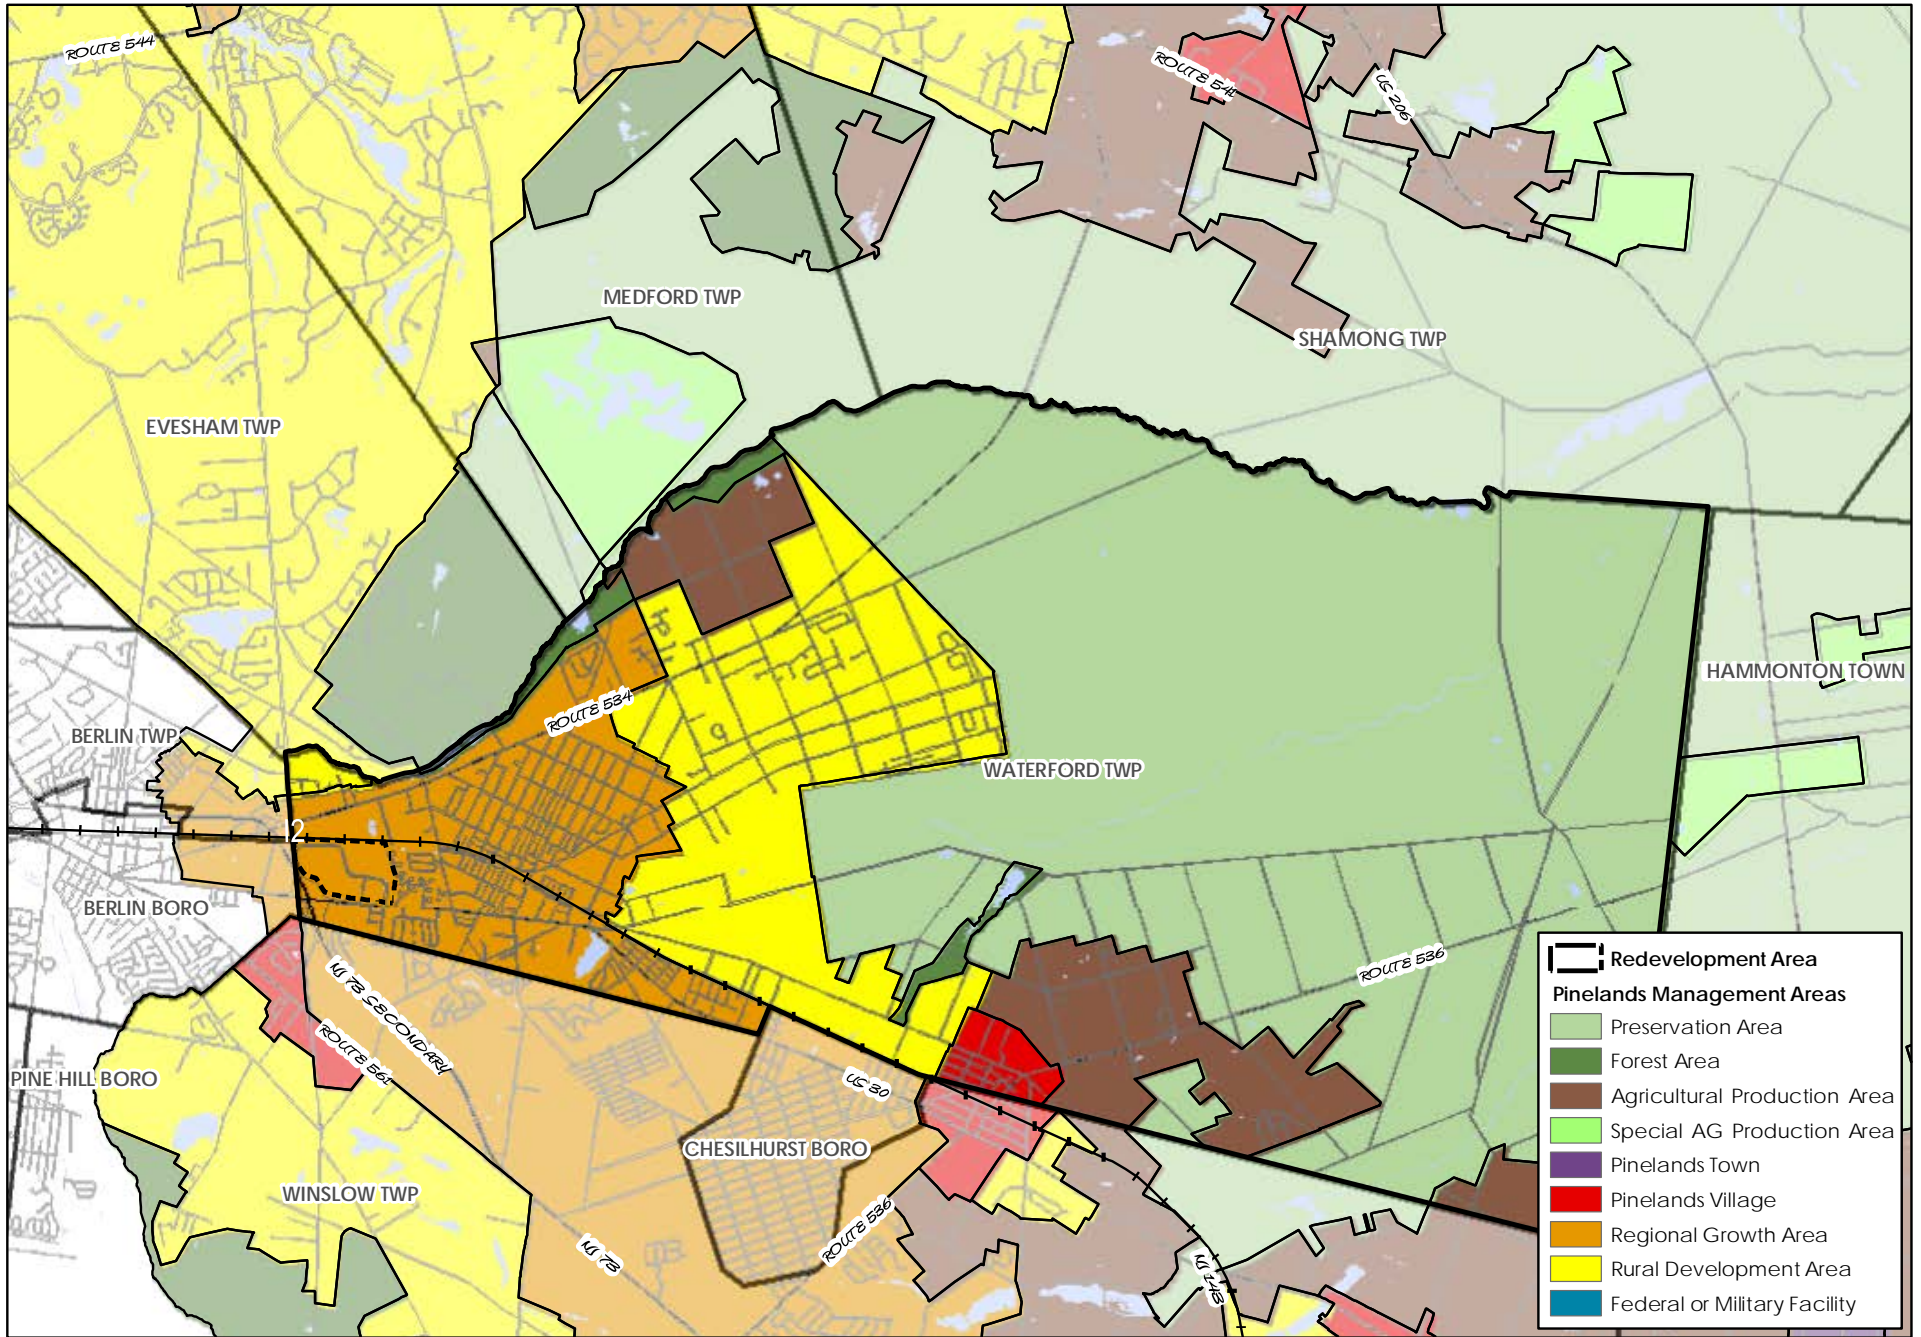 ROUTE 544
ROUTE 541
US 206
MEDFORD TWP
SHAMONG TWP
EVESHAM TWP
HAMMONTON TOWN
ROUTE 534
BERLIN TWP
WATERFORD TWP
12
BERLIN BORO
NJ 73 SECONDARY
ROUTE 536
ROUTE 561
PINE HILL BORO
US 30
CHESILHURST BORO
WINSLOW TWP
ROUTE 536
NJ 73
NJ 143
Redevelopment Area
Pinelands Management Areas
Preservation Area
Forest Area
Agricultural Production Area
Special AG Production Area
Pinelands Town
Pinelands Village
Regional Growth Area
Rural Development Area
Federal or Military Facility